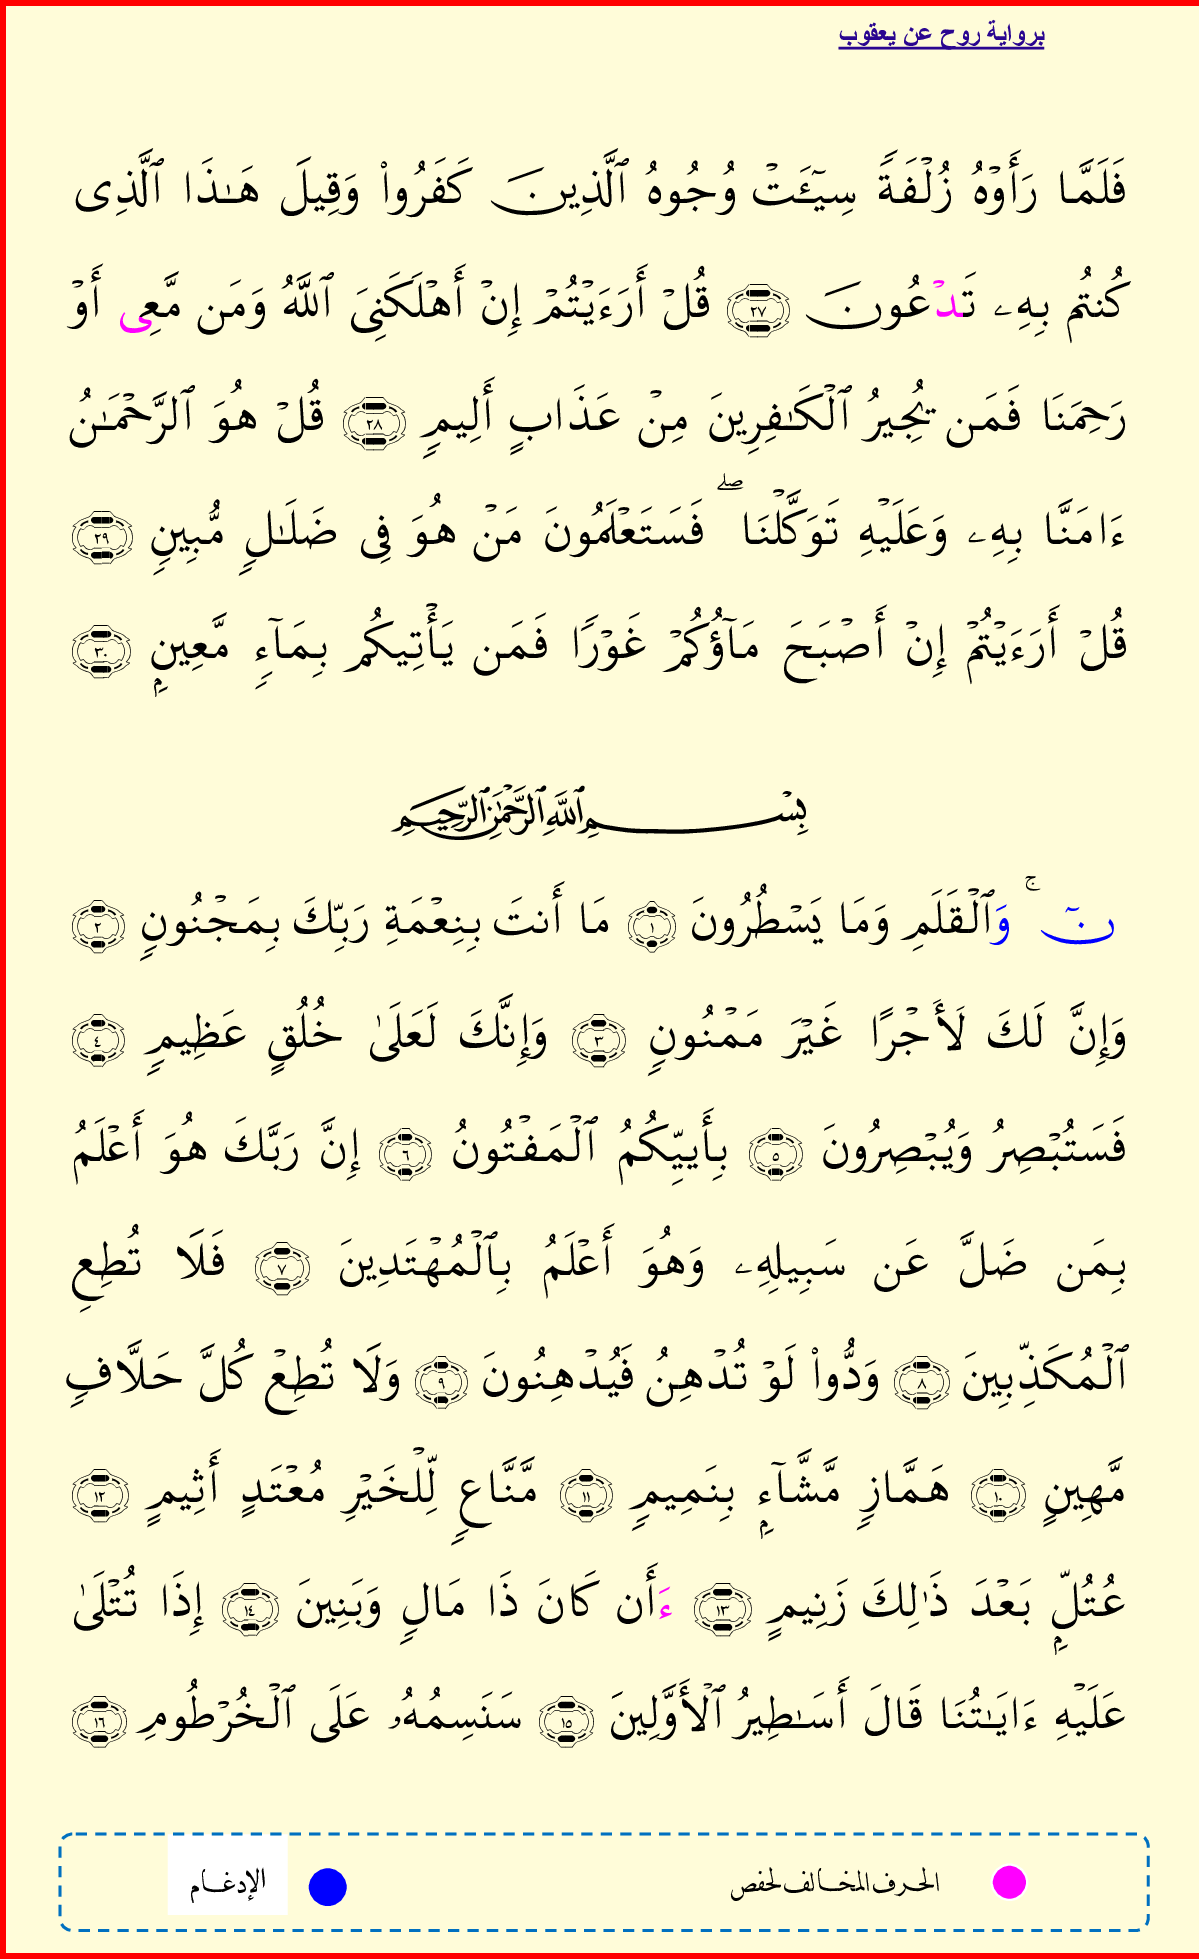 برواية روح عن يعقوب
فَلَمَّا رَأَوْهُ زُلْفَةً سِيٓـَٔتْ وُجُوهُ ٱلَّذِينَ كَفَرُوا۟ وَقِيلَ هَـٰذَا ٱلَّذِى
كُنتُم بِهِۦ تَدْعُونَ ٢٧ قُلْ أَرَءَيْتُمْ إِنْ أَهْلَكَنِىَ ٱللَّهُ وَمَن مَّعِى أَوْ
رَحِمَنَا فَمَن يُجِيرُ ٱلْكَـٰفِرِينَ مِنْ عَذَابٍ أَلِيمٍ ٢٨ قُلْ هُوَ ٱلرَّحْمَـٰنُ
ءَامَنَّا بِهِۦ وَعَلَيْهِ تَوَكَّلْنَا ۖ فَسَتَعْلَمُونَ مَنْ هُوَ فِى ضَلَـٰلٍ مُّبِينٍ ٢٩
قُلْ أَرَءَيْتُمْ إِنْ أَصْبَحَ مَآؤُكُمْ غَوْرًا فَمَن يَأْتِيكُم بِمَآءٍ مَّعِينٍۭ ٣٠
بِسْمِ ٱللَّهِ ٱلرَّحْمَـٰنِ ٱلرَّحِيمِ
نٓ ۚ وَٱلْقَلَمِ وَمَا يَسْطُرُونَ ١ مَا أَنتَ بِنِعْمَةِ رَبِّكَ بِمَجْنُونٍ ٢
وَإِنَّ لَكَ لَأَجْرًا غَيْرَ مَمْنُونٍ ٣ وَإِنَّكَ لَعَلَىٰ خُلُقٍ عَظِيمٍ ٤
فَسَتُبْصِرُ وَيُبْصِرُونَ ٥ بِأَييِّكُمُ ٱلْمَفْتُونُ ٦ إِنَّ رَبَّكَ هُوَ أَعْلَمُ
بِمَن ضَلَّ عَن سَبِيلِهِۦ وَهُوَ أَعْلَمُ بِٱلْمُهْتَدِينَ ٧ فَلَا تُطِعِ
ٱلْمُكَذِّبِينَ ٨ وَدُّوا۟ لَوْ تُدْهِنُ فَيُدْهِنُونَ ٩ وَلَا تُطِعْ كُلَّ حَلَّافٍ
مَّهِينٍ ١٠ هَمَّازٍ مَّشَّآءٍۭ بِنَمِيمٍ ١١ مَّنَّاعٍ لِّلْخَيْرِ مُعْتَدٍ أَثِيمٍ ١٢
عُتُلٍّۭ بَعْدَ ذَٰلِكَ زَنِيمٍ ١٣ ءَأَن كَانَ ذَا مَالٍ وَبَنِينَ ١٤ إِذَا تُتْلَىٰ
عَلَيْهِ ءَايَـٰتُنَا قَالَ أَسَـٰطِيرُ ٱلْأَوَّلِينَ ١٥ سَنَسِمُهُۥ عَلَى ٱلْخُرْطُومِ ١٦
الحرف المخالف لحفص
الإدغام